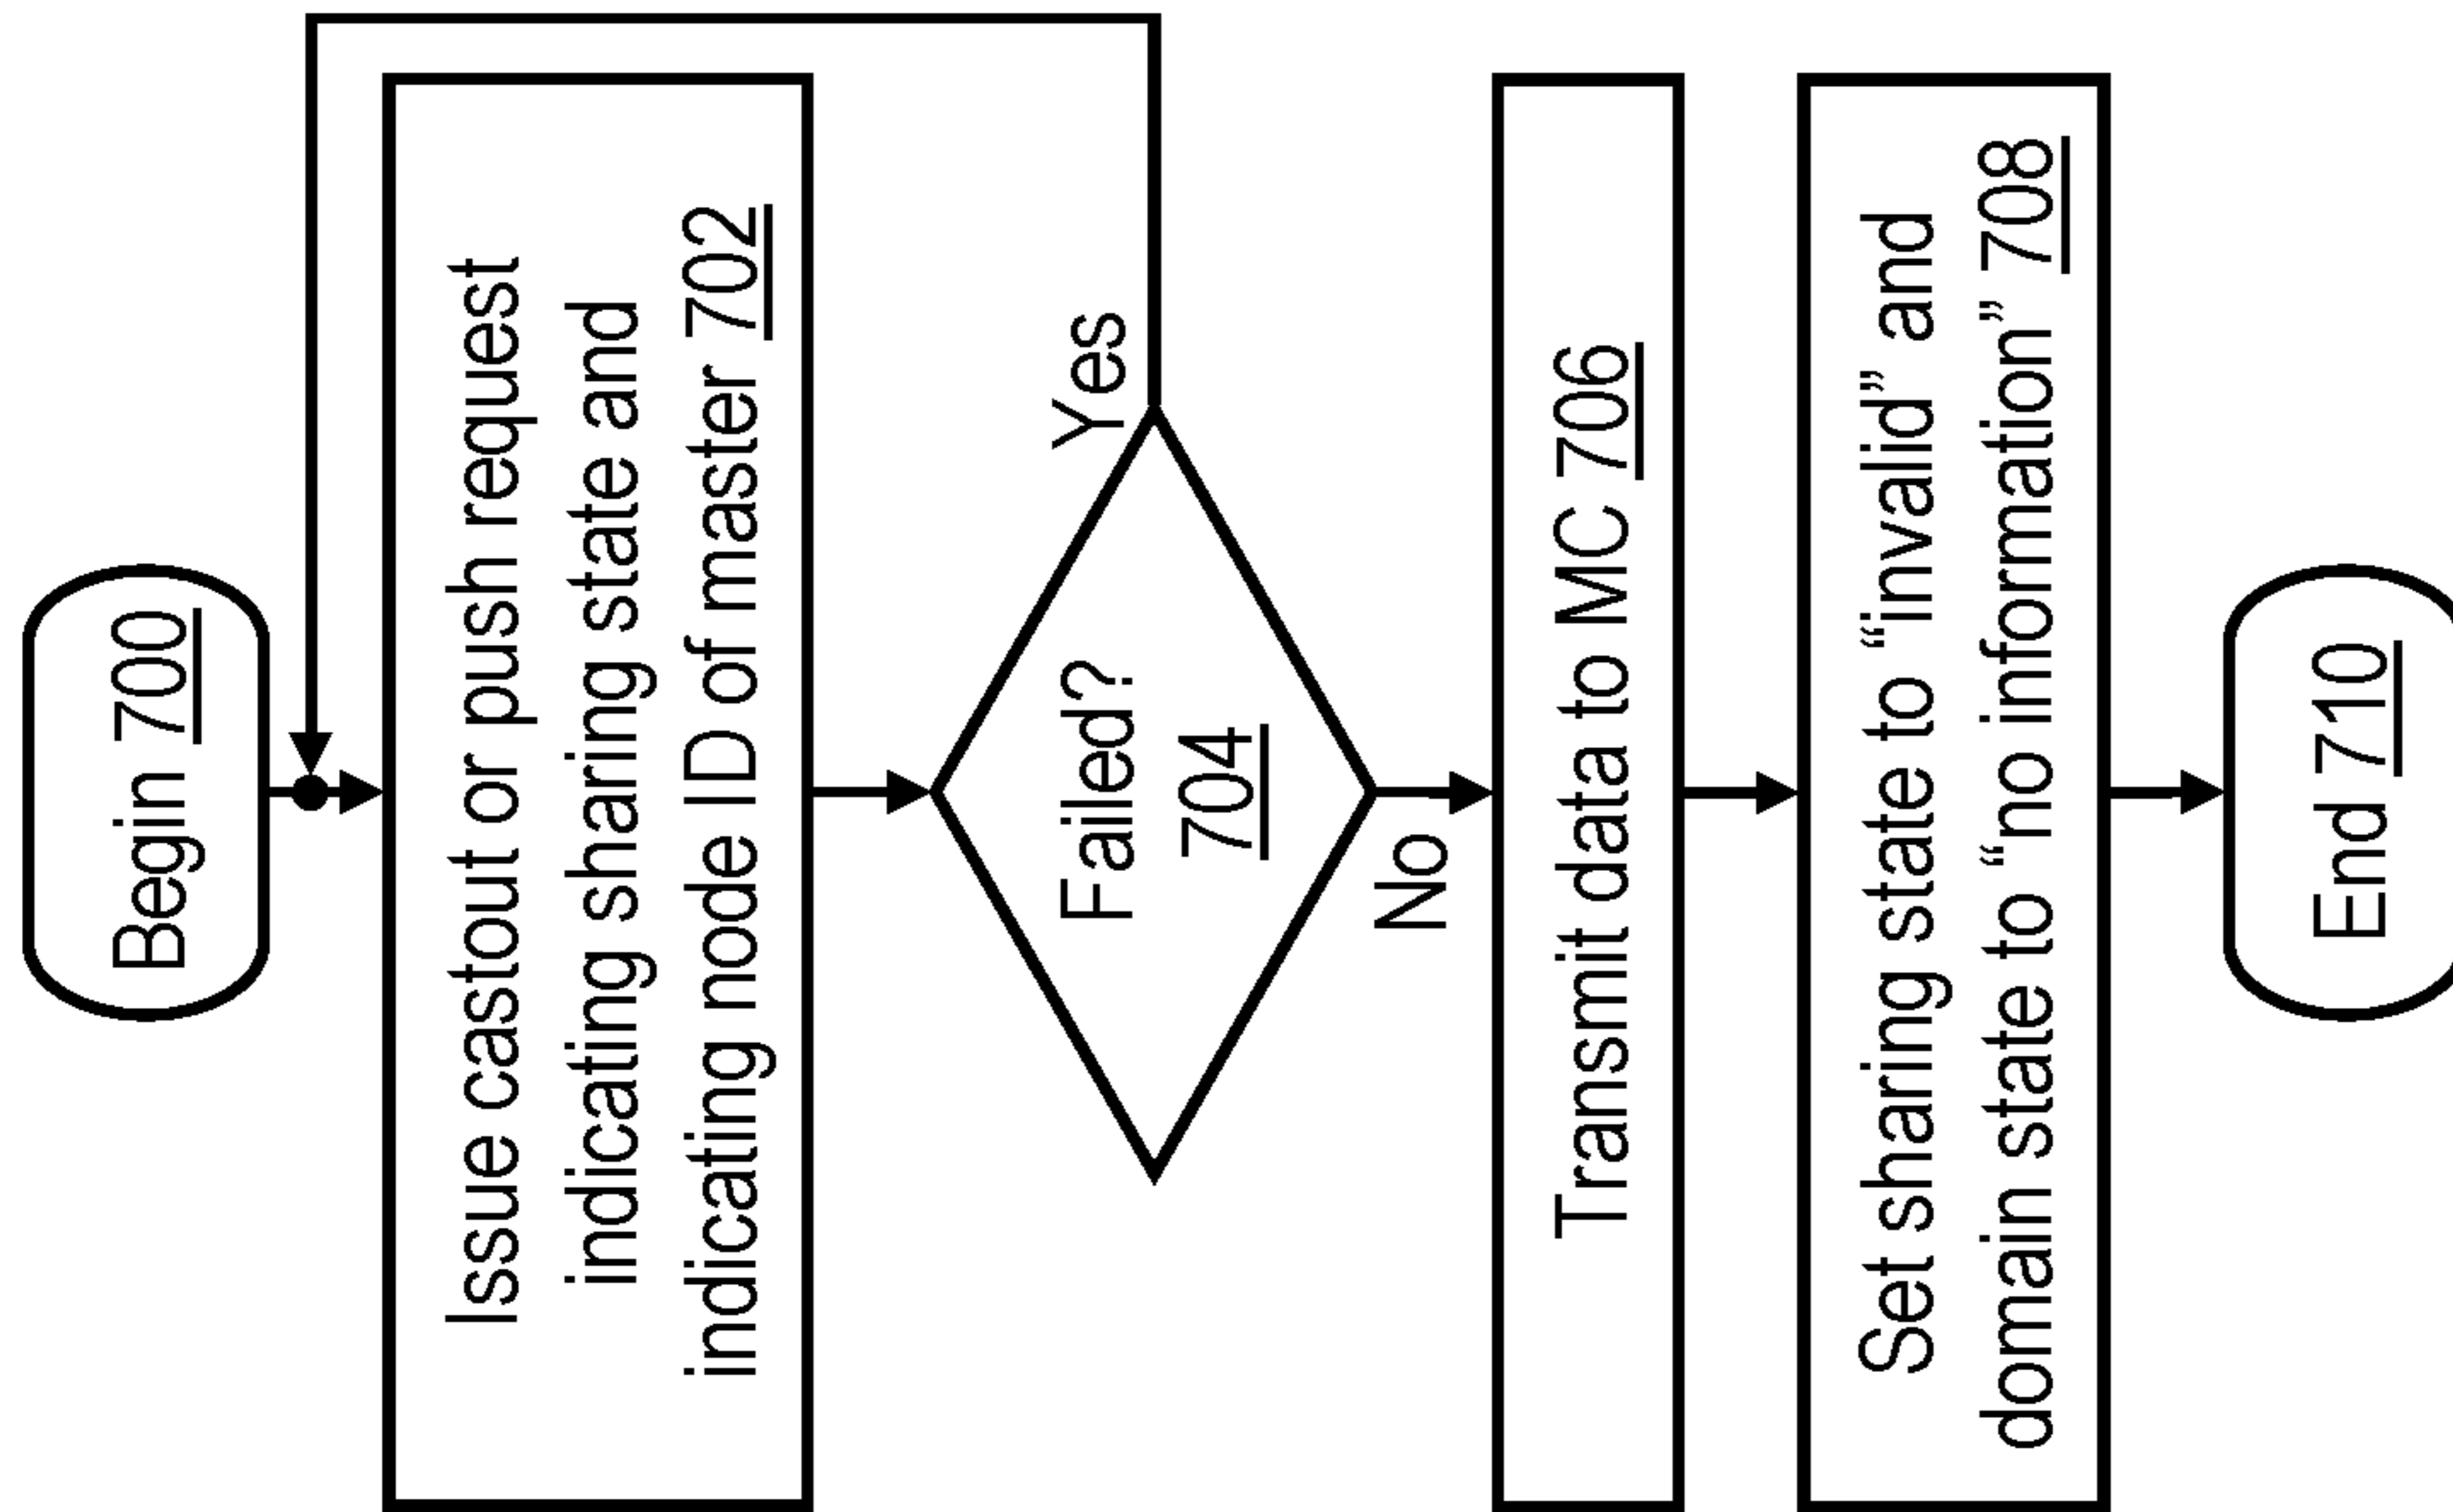 Begin 700
Issue castout or push request
indicating sharing state and
indicating node ID of master 702
Failed?
704
Yes
No
Transmit data to MC 706
Set sharing state to “invalid” and
domain state to “no information” 708
End 710